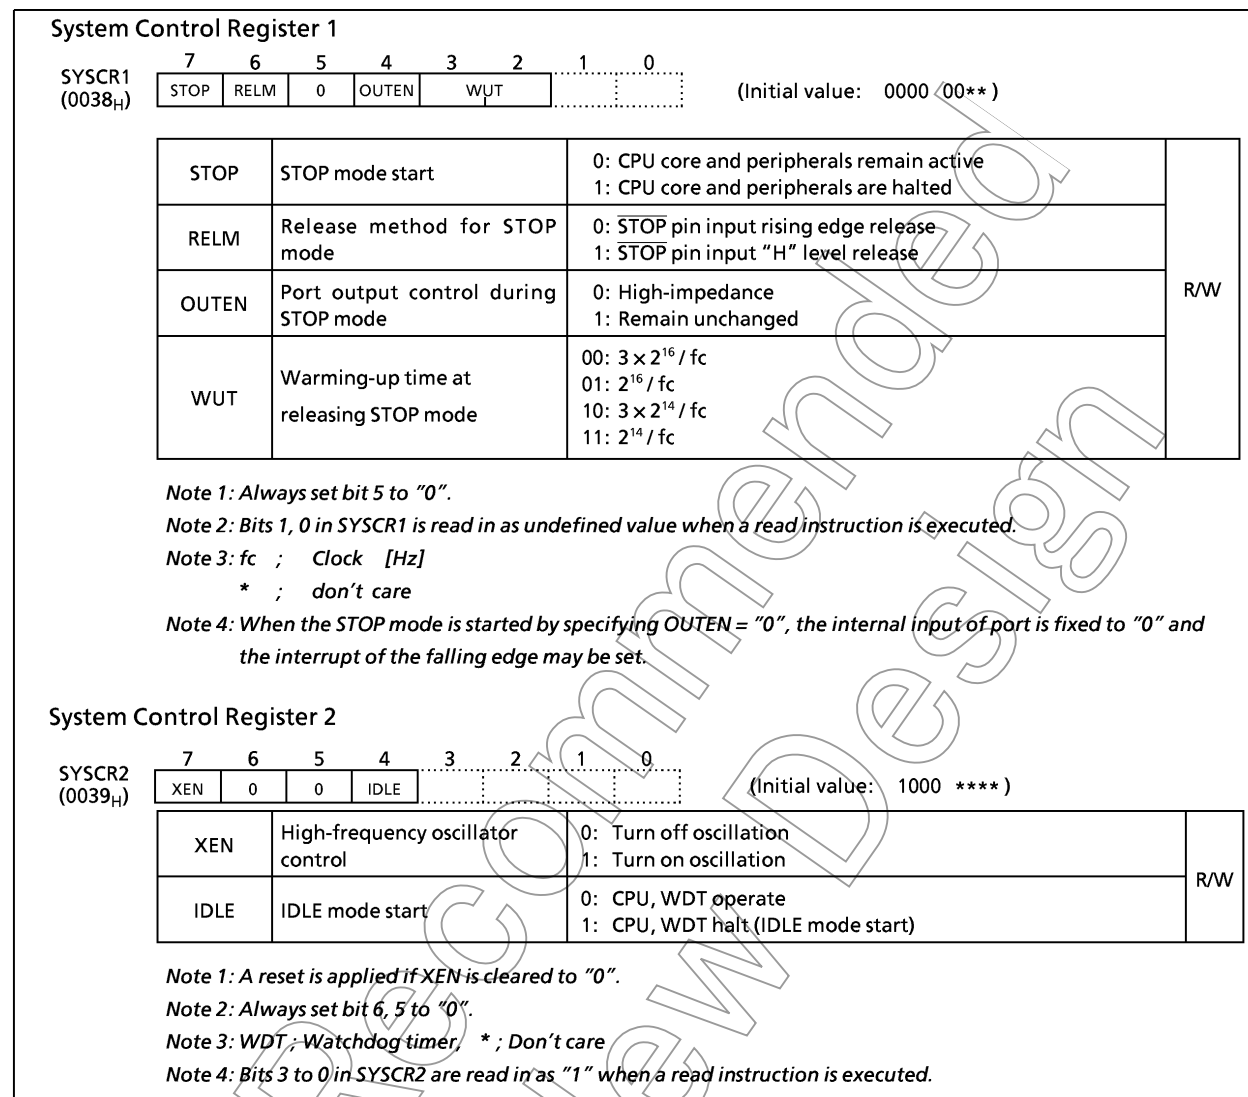 System Control Register 1
7 6 5 4 3 2 1 0
SYSCR1
(0038H)
STOP RELM 0 OUTEN WUT
(Initial value: 0000 00**)
STOP STOP mode start 0: CPU core and peripherals remain active
1: CPU core and peripherals are halted
RELM Release method for STOP mode 0: STOP pin input rising edge release
1: STOP pin input "H" level release
OUTEN Port output control during STOP mode 0: High-impedance
1: Remain unchanged
WUT Warming-up time at releasing STOP mode 00: 3 × 2¹⁶ / fc
01: 2¹⁶ / fc
10: 3 × 2¹⁴ / fc
11: 2¹⁴ / fc
R/W
Note 1: Always set bit 5 to "0".
Note 2: Bits 1, 0 in SYSCR1 is read in as undefined value when a read instruction is executed.
Note 3: fc ; Clock [Hz]
* ; don't care
Note 4: When the STOP mode is started by specifying OUTEN = "0", the internal input of port is fixed to "0" and
the interrupt of the falling edge may be set.
System Control Register 2
7 6 5 4 3 2 1 0
SYSCR2
(0039H)
XEN 0 0 IDLE
(Initial value: 1000 ****)
XEN High-frequency oscillator control 0: Turn off oscillation
1: Turn on oscillation
IDLE IDLE mode start 0: CPU, WDT operate
1: CPU, WDT halt (IDLE mode start)
R/W
Note 1: A reset is applied if XEN is cleared to "0".
Note 2: Always set bit 6, 5 to "0".
Note 3: WDT ; Watchdog timer, * ; Don't care
Note 4: Bits 3 to 0 in SYSCR2 are read in as "1" when a read instruction is executed.
Recommended
ew Design